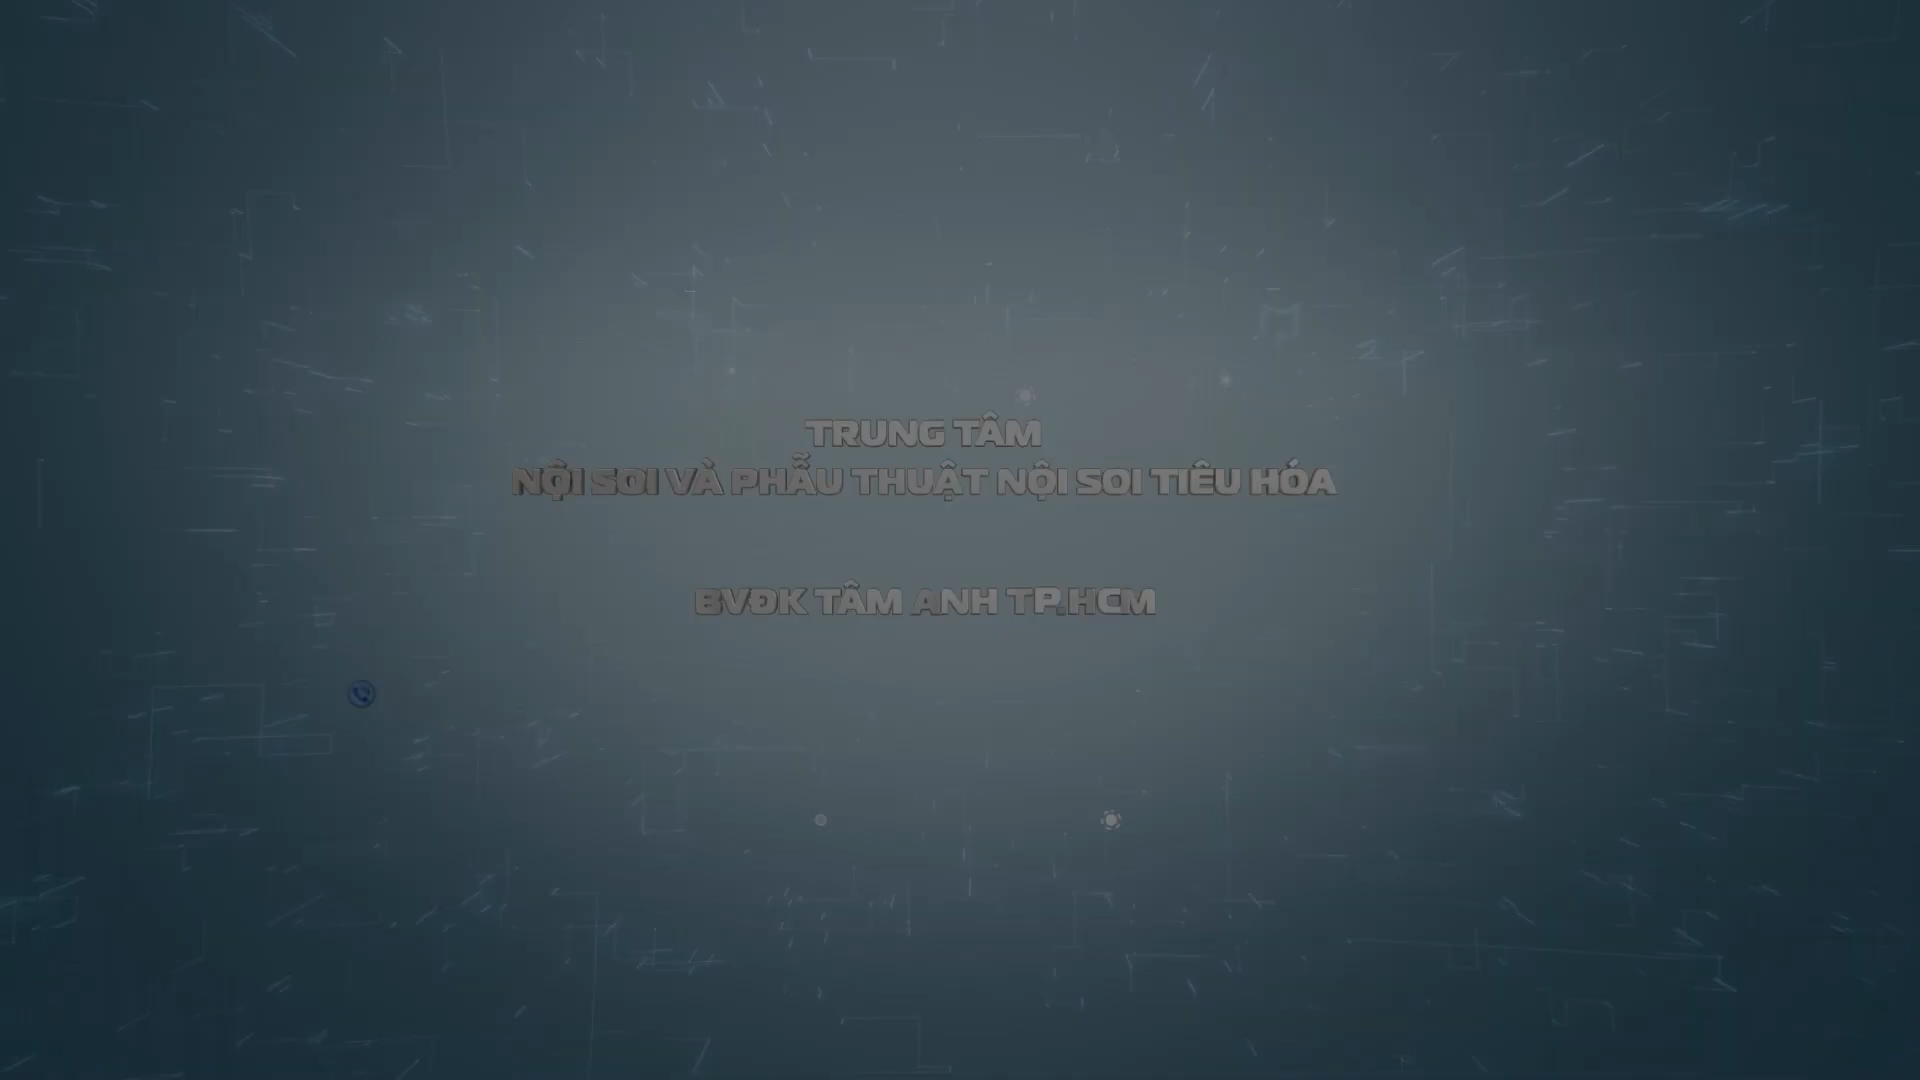 TRUNG TÂM
NỘI SOI VÀ PHẪU THUẬT NỘI SOI TIÊU HÓA
BVĐK TÂM ANH TP.HCM